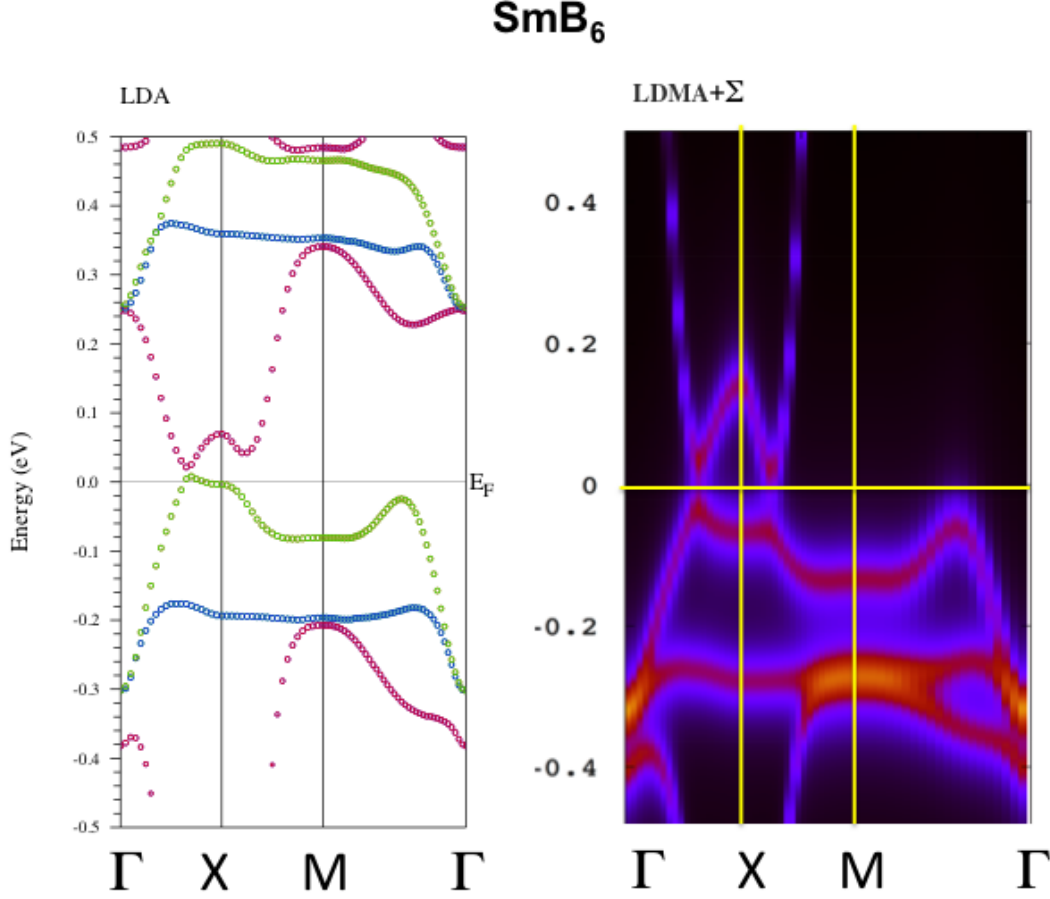 SmB₆
LDA
LDMA+Σ
Energy (eV)
0.5
0.4
0.3
0.2
0.1
0.0
-0.1
-0.2
-0.3
-0.4
-0.5
E_F
Γ X M Γ
0.4
0.2
0
-0.2
-0.4
Γ X M Γ